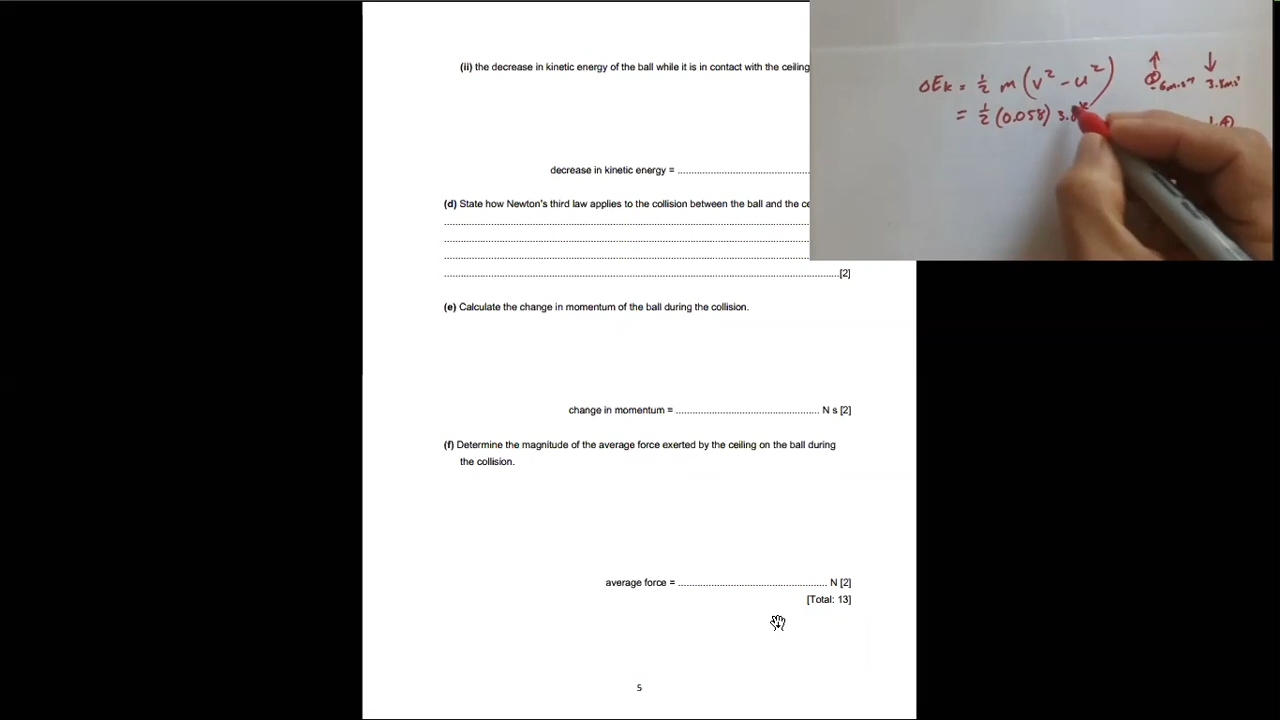 (ii) the decrease in kinetic energy of the ball while it is in contact with the ceiling
decrease in kinetic energy = ..................................................
(d) State how Newton's third law applies to the collision between the ball and the
[2]
(e) Calculate the change in momentum of the ball during the collision.
change in momentum = .................................................. N s [2]
(f) Determine the magnitude of the average force exerted by the ceiling on the ball during
the collision.
average force = .................................................... N [2]
[Total: 13]
5
ΔEk = ½ m(v² - u²)
= ½ (0.058) 3.8